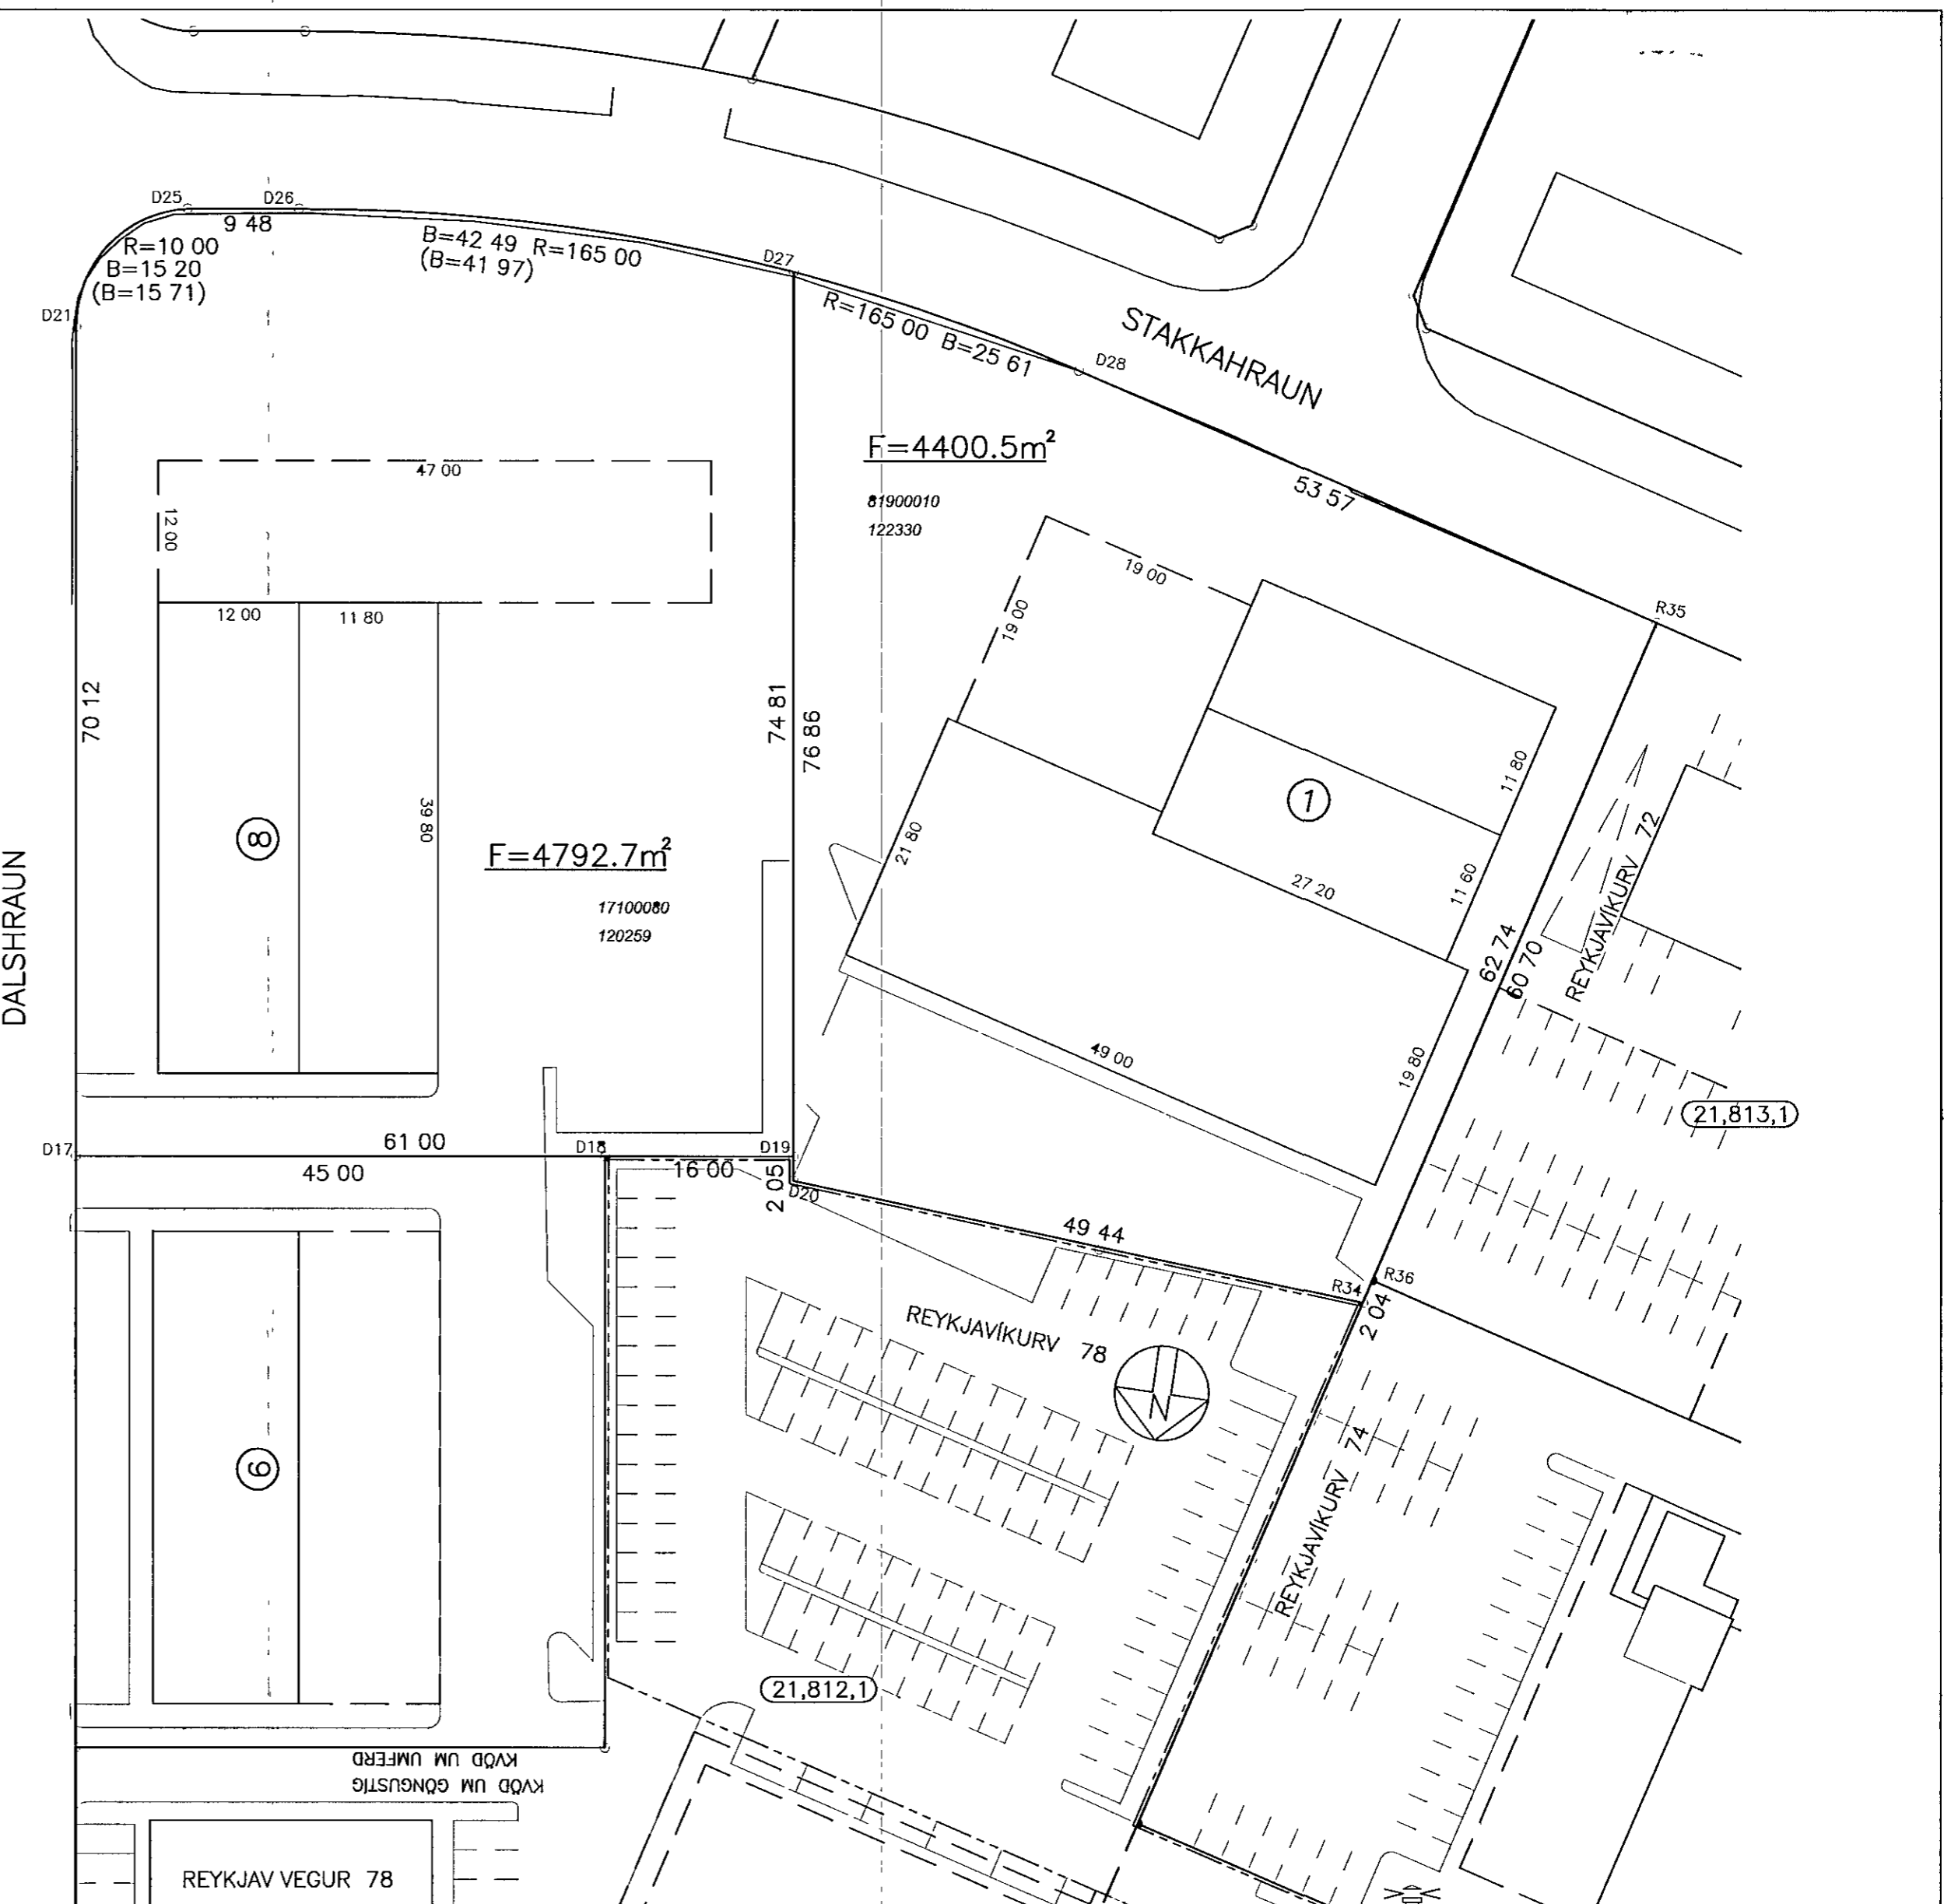 D25
D26
9 48
R=10 00
B=15 20
(B=15 71)
B=42 49 R=165 00
(B=41 97)
D27
D21
R=165 00 B=25 61
D28
STAKKAHRAUN
F=4400.5m²
81900010
122330
53 57
47 00
12 00
12 00
11 80
19 00
19 00
R35
70 12
74 81
76 86
39 80
8
F=4792.7m²
17100080
120259
DALSHRAUN
1
11 80
11 60
21 80
27 20
62 74
60 70
REYKJAVÍKURV 72
49 00
19 80
21,813,1
D17
61 00
D18
D19
45 00
16 00
2 05
D20
49 44
R34
R36
2 04
REYKJAVÍKURV 78
N
REYKJAVÍKURV 74
6
21,812,1
KVÖÐ UM UMFERÐ
KVÖÐ UM GÖNGUSTÍG
REYKJAV VEGUR 78